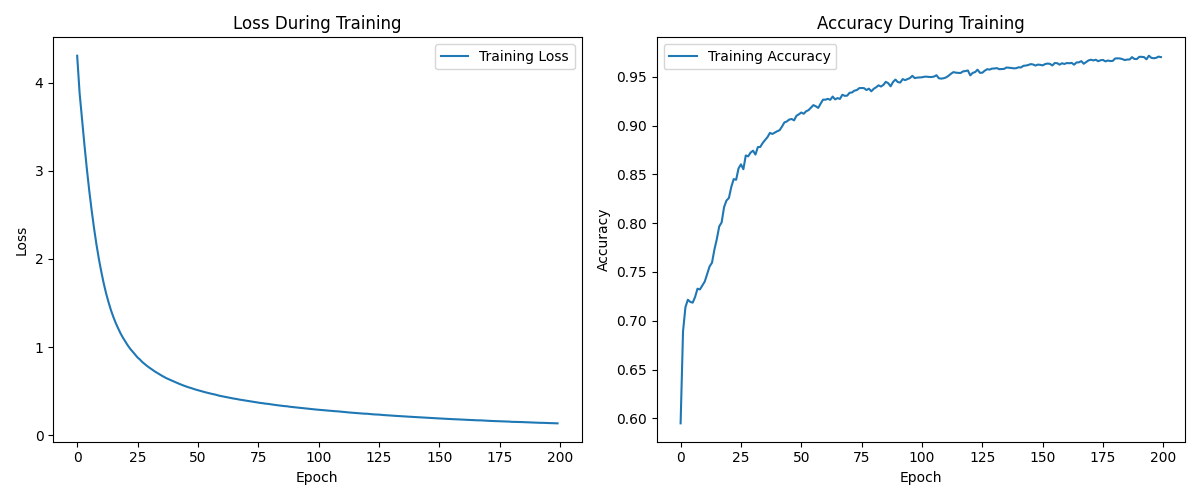 Loss During Training
Training Loss
4
3
2
1
0
Loss
0 25 50 75 100 125 150 175 200
Epoch
Accuracy During Training
Training Accuracy
0.95
0.90
0.85
0.80
0.75
0.70
0.65
0.60
Accuracy
0 25 50 75 100 125 150 175 200
Epoch